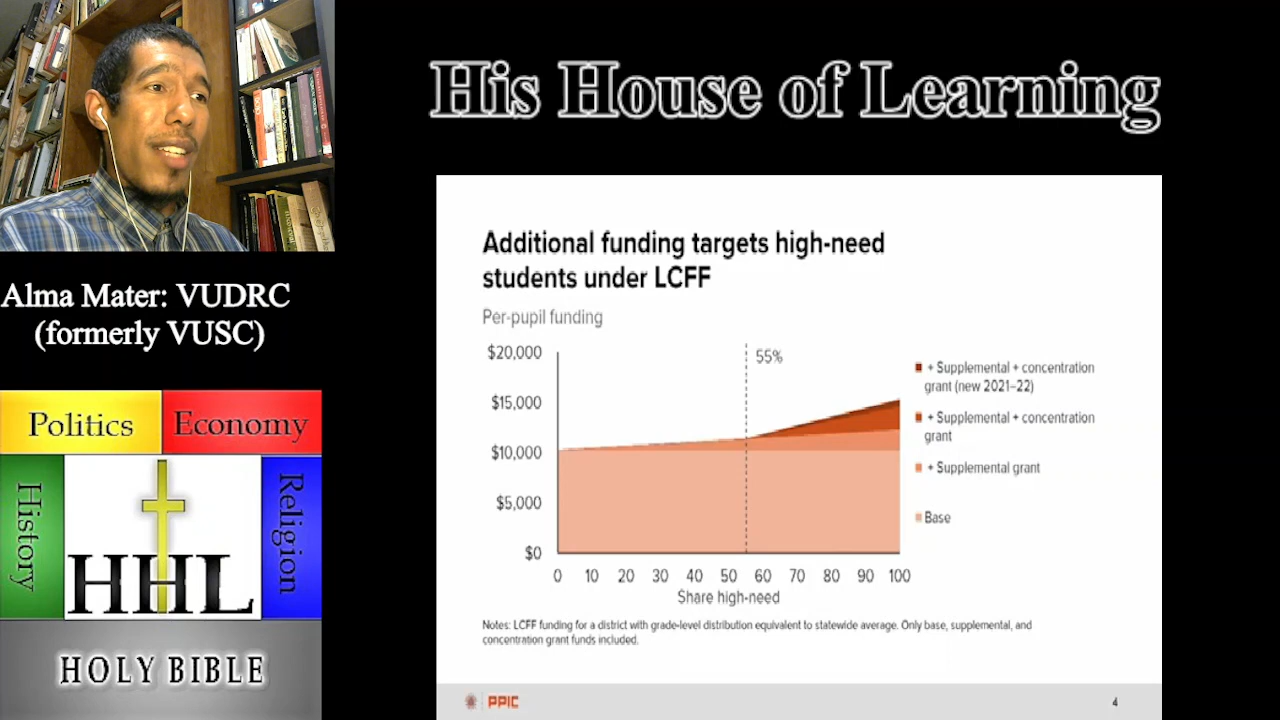 His House of Learning
Alma Mater: VUDRC
(formerly VUSC)
Politics
Economy
History
Religion
HHL
HOLY BIBLE
Additional funding targets high-need
students under LCFF
Per-pupil funding
$20,000
$15,000
$10,000
$5,000
$0
55%
0 10 20 30 40 50 60 70 80 90 100
Share high-need
+ Supplemental + concentration
grant (new 2021–22)
+ Supplemental + concentration
grant
+ Supplemental grant
Base
Notes: LCFF funding for a district with grade-level distribution equivalent to statewide average. Only base, supplemental, and
concentration grant funds included.
PPIC
4